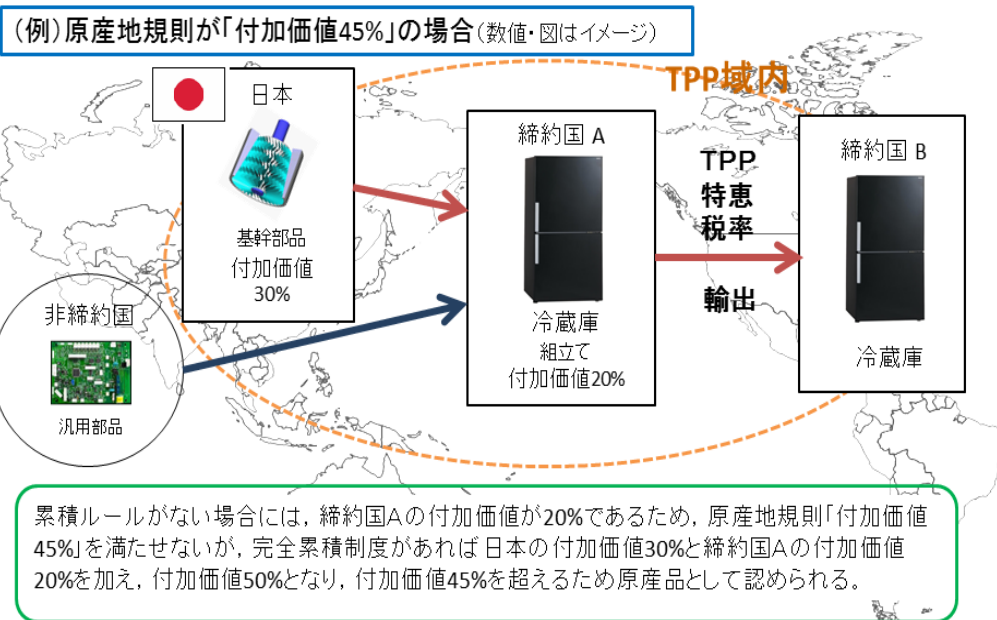 (例)原産地規則が「付加価値45%」の場合(数値・図はイメージ)
TPP域内
日本
基幹部品
付加価値
30%
非締約国
汎用部品
締約国 A
冷蔵庫
組立て
付加価値20%
TPP
特恵
税率
輸出
締約国 B
冷蔵庫
累積ルールがない場合には,締約国Aの付加価値が20%であるため,原産地規則「付加価値
45%」を満たせないが,完全累積制度があれば日本の付加価値30%と締約国Aの付加価値
20%を加え,付加価値50%となり,付加価値45%を超えるため原産品として認められる。